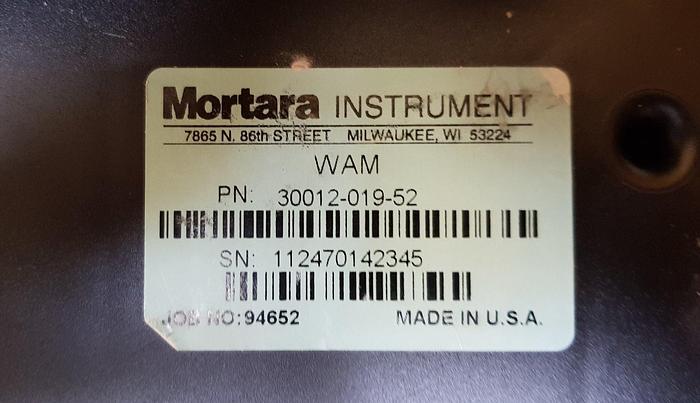 Mortara INSTRUMENT
7865 N. 86th STREET MILWAUKEE, WI 53224
WAM
PN: 30012-019-52
SN: 112470142345
JOB NO:94652 MADE IN U.S.A.